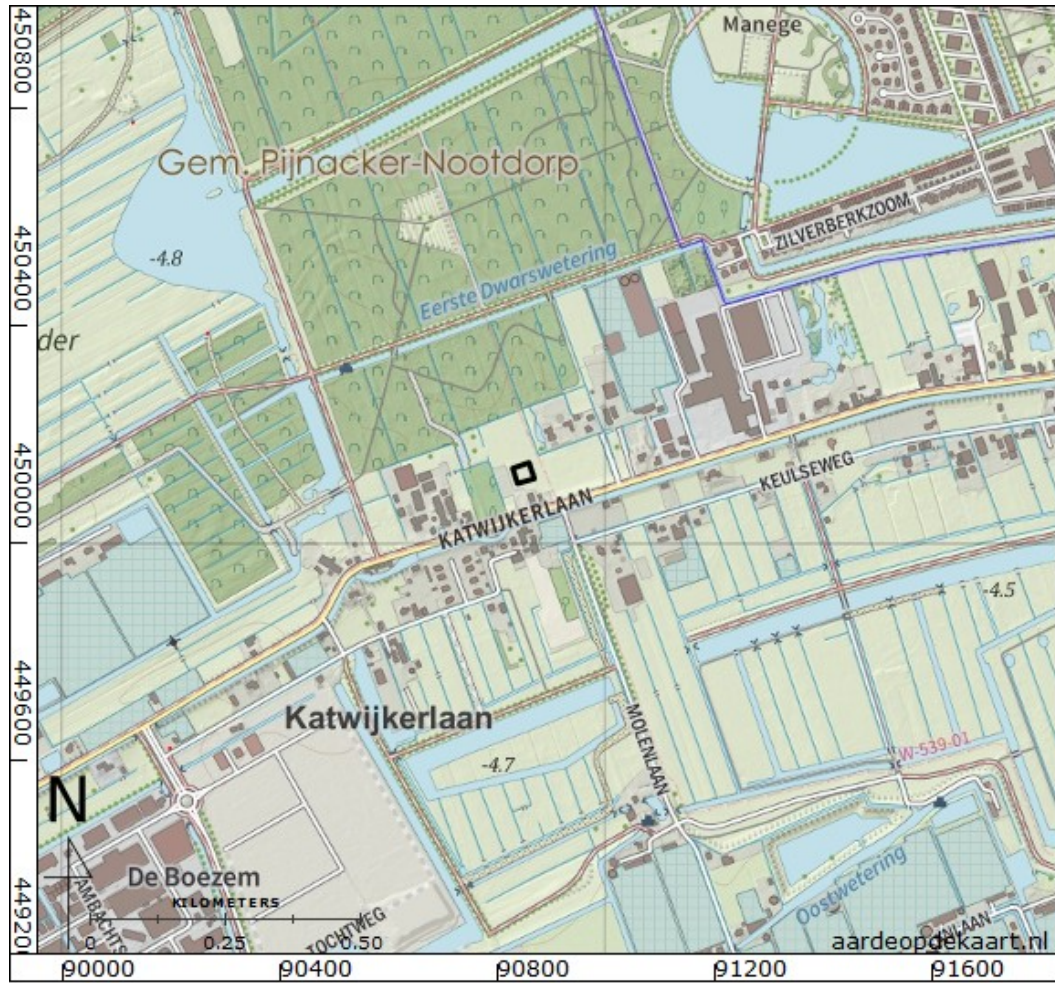 450800
450400
450000
449600
449200
Manege
Gem. Pijnacker-Nootdorp
ZILVERBERKZOOM
-4.8
Eerste Dwarswetering
der
KEULSEWEG
KATWIJKERLAAN
-4.5
Katwijkerlaan
MOLENLAAN
W-539-01
-4.7
N
De Boezem
AMBACHTS
KILOMETERS
0 0.25 0.50
TOCHTWEG
Oostwetering
NLAAN
aardeopdekaart.nl
90000 90400 90800 91200 91600